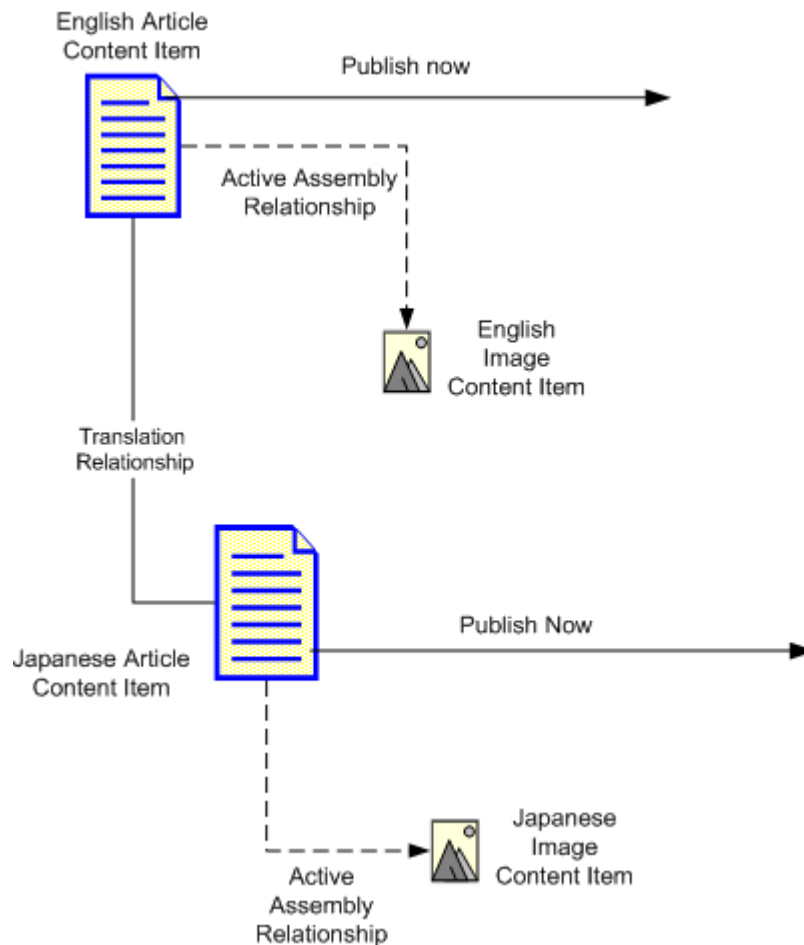 English Article
Content Item
Publish now
Active Assembly
Relationship
English
Image
Content Item
Translation
Relationship
Publish Now
Japanese Article
Content Item
Japanese
Image
Content Item
Active
Assembly
Relationship